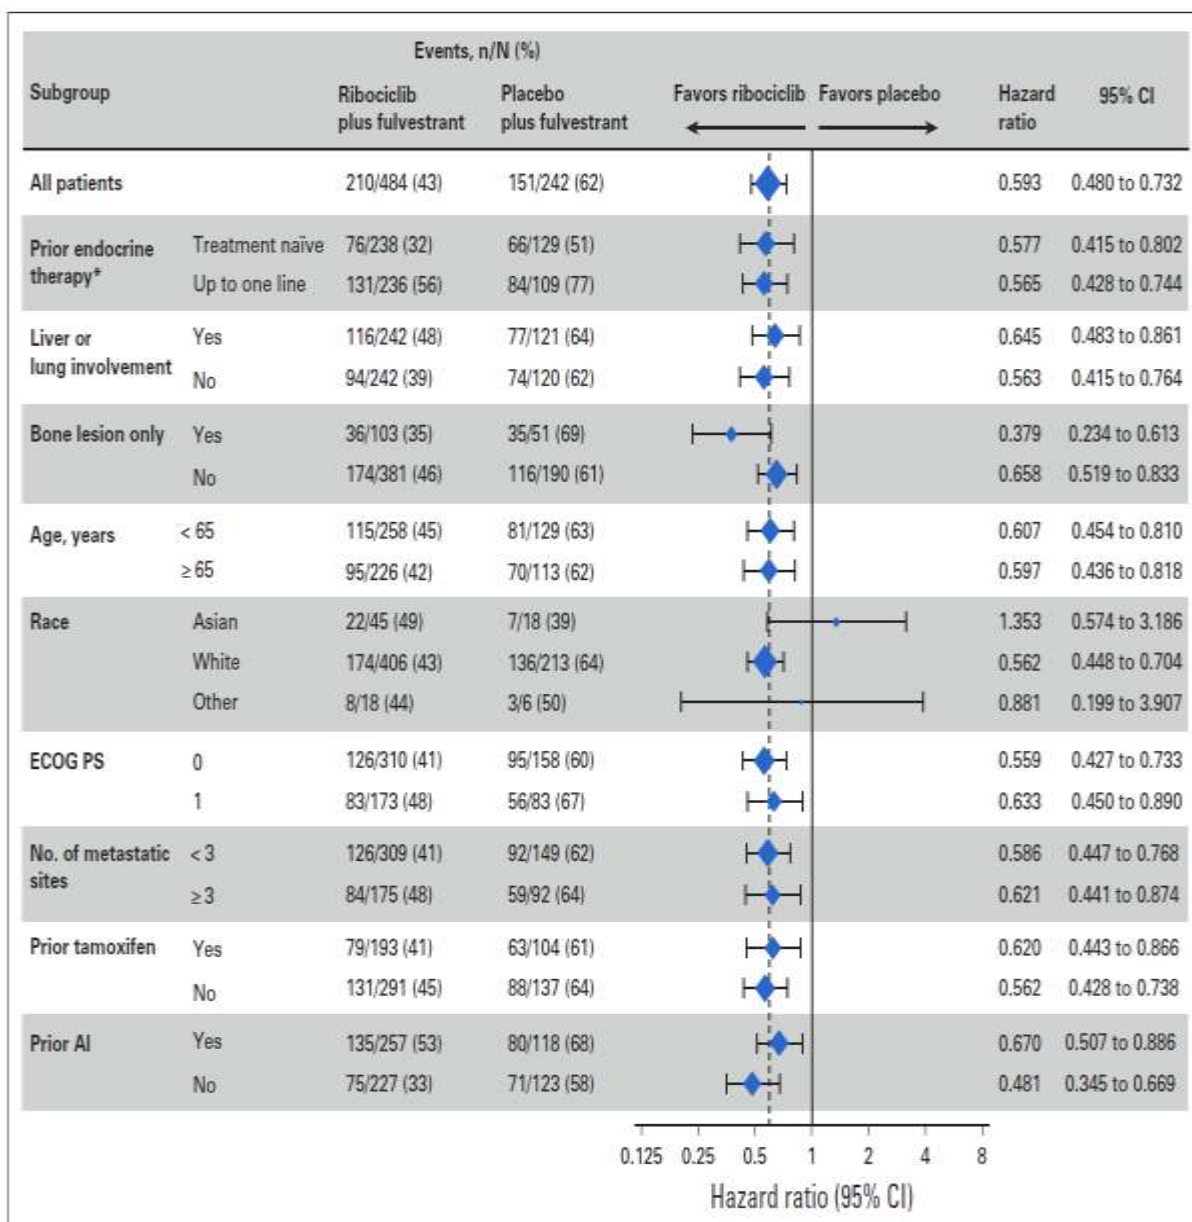 Events, n/N (%)
Subgroup Ribociclib plus fulvestrant Placebo plus fulvestrant Favors ribociclib Favors placebo Hazard ratio 95% CI
All patients 210/484 (43) 151/242 (62) 0.593 0.480 to 0.732
Prior endocrine therapy* Treatment naïve 76/238 (32) 66/129 (51) 0.577 0.415 to 0.802
Up to one line 131/236 (56) 84/109 (77) 0.565 0.428 to 0.744
Liver or lung involvement Yes 116/242 (48) 77/121 (64) 0.645 0.483 to 0.861
No 94/242 (39) 74/120 (62) 0.563 0.415 to 0.764
Bone lesion only Yes 36/103 (35) 35/51 (69) 0.379 0.234 to 0.613
No 174/381 (46) 116/190 (61) 0.658 0.519 to 0.833
Age, years < 65 115/258 (45) 81/129 (63) 0.607 0.454 to 0.810
≥ 65 95/226 (42) 70/113 (62) 0.597 0.436 to 0.818
Race Asian 22/45 (49) 7/18 (39) 1.353 0.574 to 3.186
White 174/406 (43) 136/213 (64) 0.562 0.448 to 0.704
Other 8/18 (44) 3/6 (50) 0.881 0.199 to 3.907
ECOG PS 0 126/310 (41) 95/158 (60) 0.559 0.427 to 0.733
1 83/173 (48) 56/83 (67) 0.633 0.450 to 0.890
No. of metastatic sites < 3 126/309 (41) 92/149 (62) 0.586 0.447 to 0.768
≥ 3 84/175 (48) 59/92 (64) 0.621 0.441 to 0.874
Prior tamoxifen Yes 79/193 (41) 63/104 (61) 0.620 0.443 to 0.866
No 131/291 (45) 88/137 (64) 0.562 0.428 to 0.738
Prior AI Yes 135/257 (53) 80/118 (68) 0.670 0.507 to 0.886
No 75/227 (33) 71/123 (58) 0.481 0.345 to 0.669
0.125 0.25 0.5 1 2 4 8
Hazard ratio (95% CI)